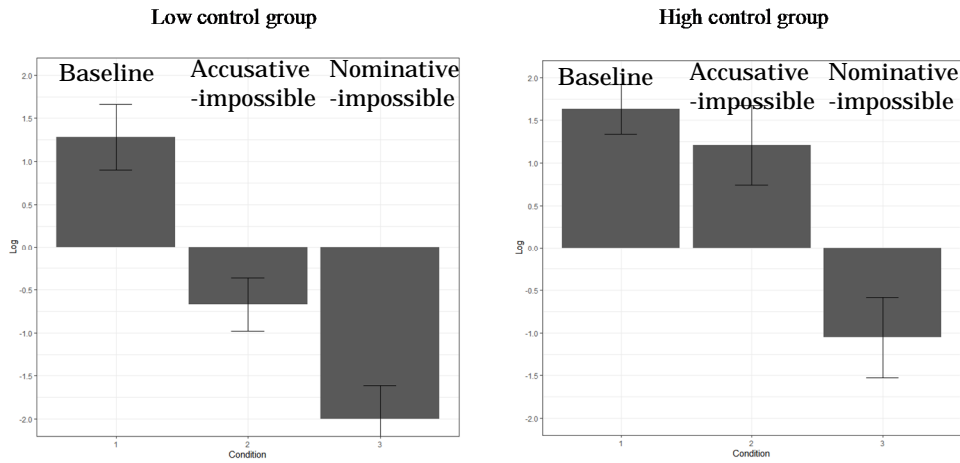 Low control group
Baseline
Accusative
-impossible
Nominative
-impossible
2.0
1.5
1.0
0.5
0.0
-0.5
-1.0
-1.5
-2.0
Log
1
2
3
Condition
High control group
Baseline
Accusative
-impossible
Nominative
-impossible
2.0
1.5
1.0
0.5
0.0
-0.5
-1.0
-1.5
-2.0
Log
1
2
3
Condition